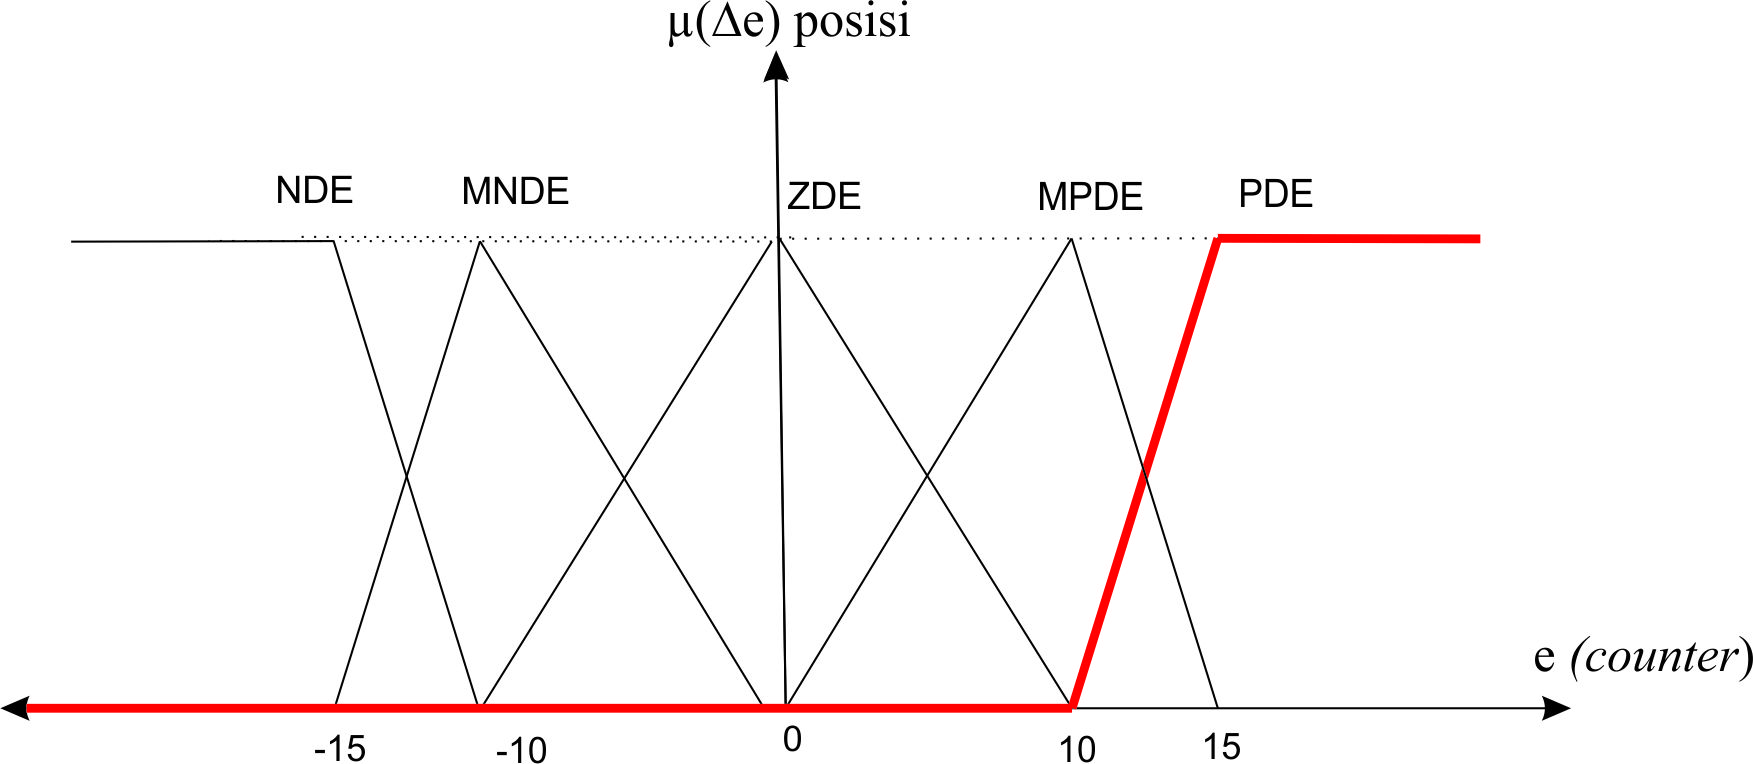 μ(Δe) posisi
NDE MNDE ZDE MPDE PDE
e (counter)
-15 -10 0 10 15